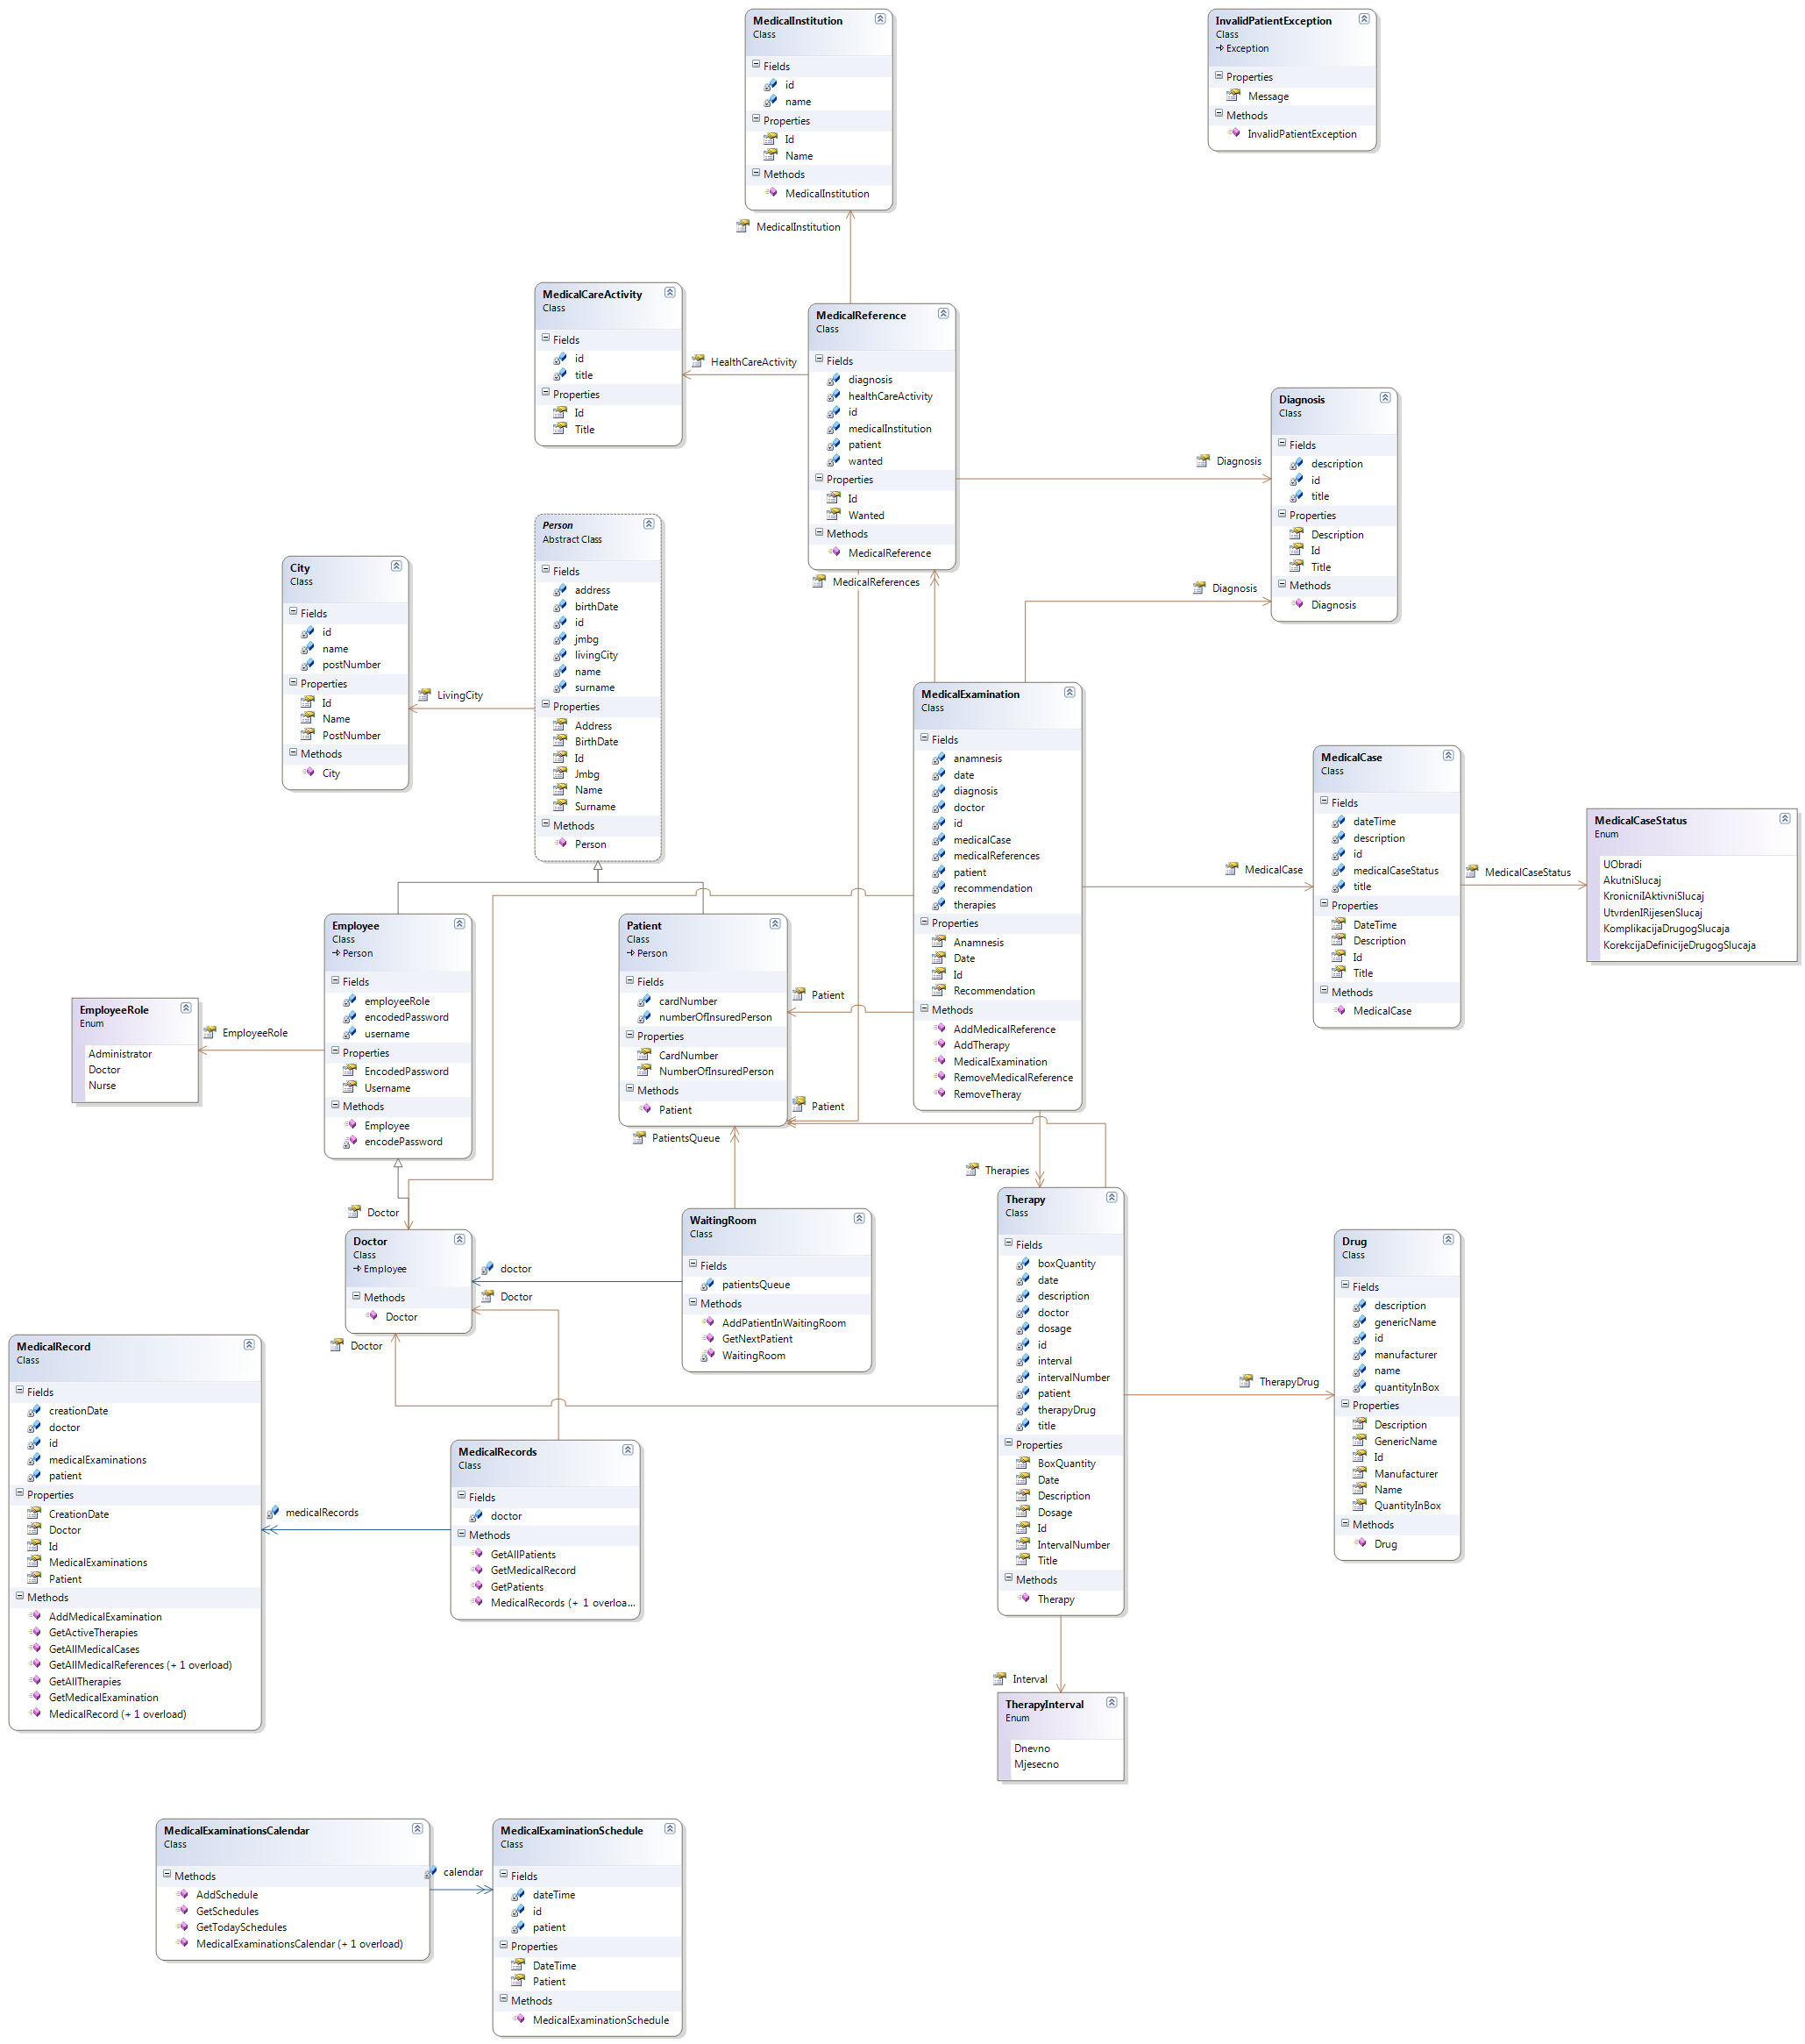 MedicalInstitution
Class
Fields
id
name
Properties
Id
Name
Methods
MedicalInstitution
InvalidPatientException
Class
Exception
Properties
Message
Methods
InvalidPatientException
MedicalInstitution
MedicalCareActivity
Class
Fields
id
title
Properties
Id
Title
HealthCareActivity
MedicalReference
Class
Fields
diagnosis
healthCareActivity
id
medicalInstitution
patient
wanted
Properties
Id
Wanted
Methods
MedicalReference
Diagnosis
Diagnosis
Class
Fields
description
id
title
Properties
Description
Id
Title
Methods
Diagnosis
MedicalReferences
Diagnosis
City
Class
Fields
id
name
postNumber
Properties
Id
Name
PostNumber
Methods
City
LivingCity
Person
Abstract Class
Fields
address
birthDate
id
jmbg
livingCity
name
surname
Properties
Address
BirthDate
Id
Jmbg
Name
Surname
Methods
Person
MedicalExamination
Class
Fields
anamnesis
date
diagnosis
doctor
id
medicalCase
medicalReferences
patient
recommendation
therapies
Properties
Anamnesis
Date
Id
Recommendation
Methods
AddMedicalReference
AddTherapy
MedicalExamination
RemoveMedicalReference
RemoveTheray
MedicalCase
MedicalCase
Class
Fields
dateTime
description
id
medicalCaseStatus
title
Properties
DateTime
Description
Id
Title
Methods
MedicalCase
MedicalCaseStatus
MedicalCaseStatus
Enum
UObradi
AkutniSlucaj
KronicniIAktivniSlucaj
UtvrdenIRijesenSlucaj
KomplikacijaDrugogSlucaja
KorekcijaDefinicijeDrugogSlucaja
EmployeeRole
Enum
Administrator
Doctor
Nurse
EmployeeRole
Employee
Class
Person
Fields
employeeRole
encodedPassword
username
Properties
EncodedPassword
Username
Methods
Employee
encodePassword
Patient
Class
Person
Fields
cardNumber
numberOfInsuredPerson
Properties
CardNumber
NumberOfInsuredPerson
Methods
Patient
Patient
Patient
PatientsQueue
Therapies
Doctor
Doctor
Class
Employee
Methods
Doctor
doctor
Doctor
Doctor
WaitingRoom
Class
Fields
patientsQueue
Methods
AddPatientInWaitingRoom
GetNextPatient
WaitingRoom
Therapy
Class
Fields
boxQuantity
date
description
doctor
dosage
id
interval
intervalNumber
patient
therapyDrug
title
Properties
BoxQuantity
Date
Description
Dosage
Id
IntervalNumber
Title
Methods
Therapy
TherapyDrug
Drug
Class
Fields
description
genericName
id
manufacturer
name
quantityInBox
Properties
Description
GenericName
Id
Manufacturer
Name
QuantityInBox
Methods
Drug
MedicalRecord
Class
Fields
creationDate
doctor
id
medicalExaminations
patient
Properties
CreationDate
Doctor
Id
MedicalExaminations
Patient
Methods
AddMedicalExamination
GetActiveTherapies
GetAllMedicalCases
GetAllMedicalReferences (+ 1 overload)
GetAllTherapies
GetMedicalExamination
MedicalRecord (+ 1 overload)
medicalRecords
MedicalRecords
Class
Fields
doctor
Methods
GetAllPatients
GetMedicalRecord
GetPatients
MedicalRecords (+ 1 overloa...
Interval
TherapyInterval
Enum
Dnevno
Mjesecno
MedicalExaminationsCalendar
Class
Methods
AddSchedule
GetSchedules
GetTodaySchedules
MedicalExaminationsCalendar (+ 1 overload)
calendar
MedicalExaminationSchedule
Class
Fields
dateTime
id
patient
Properties
DateTime
Patient
Methods
MedicalExaminationSchedule